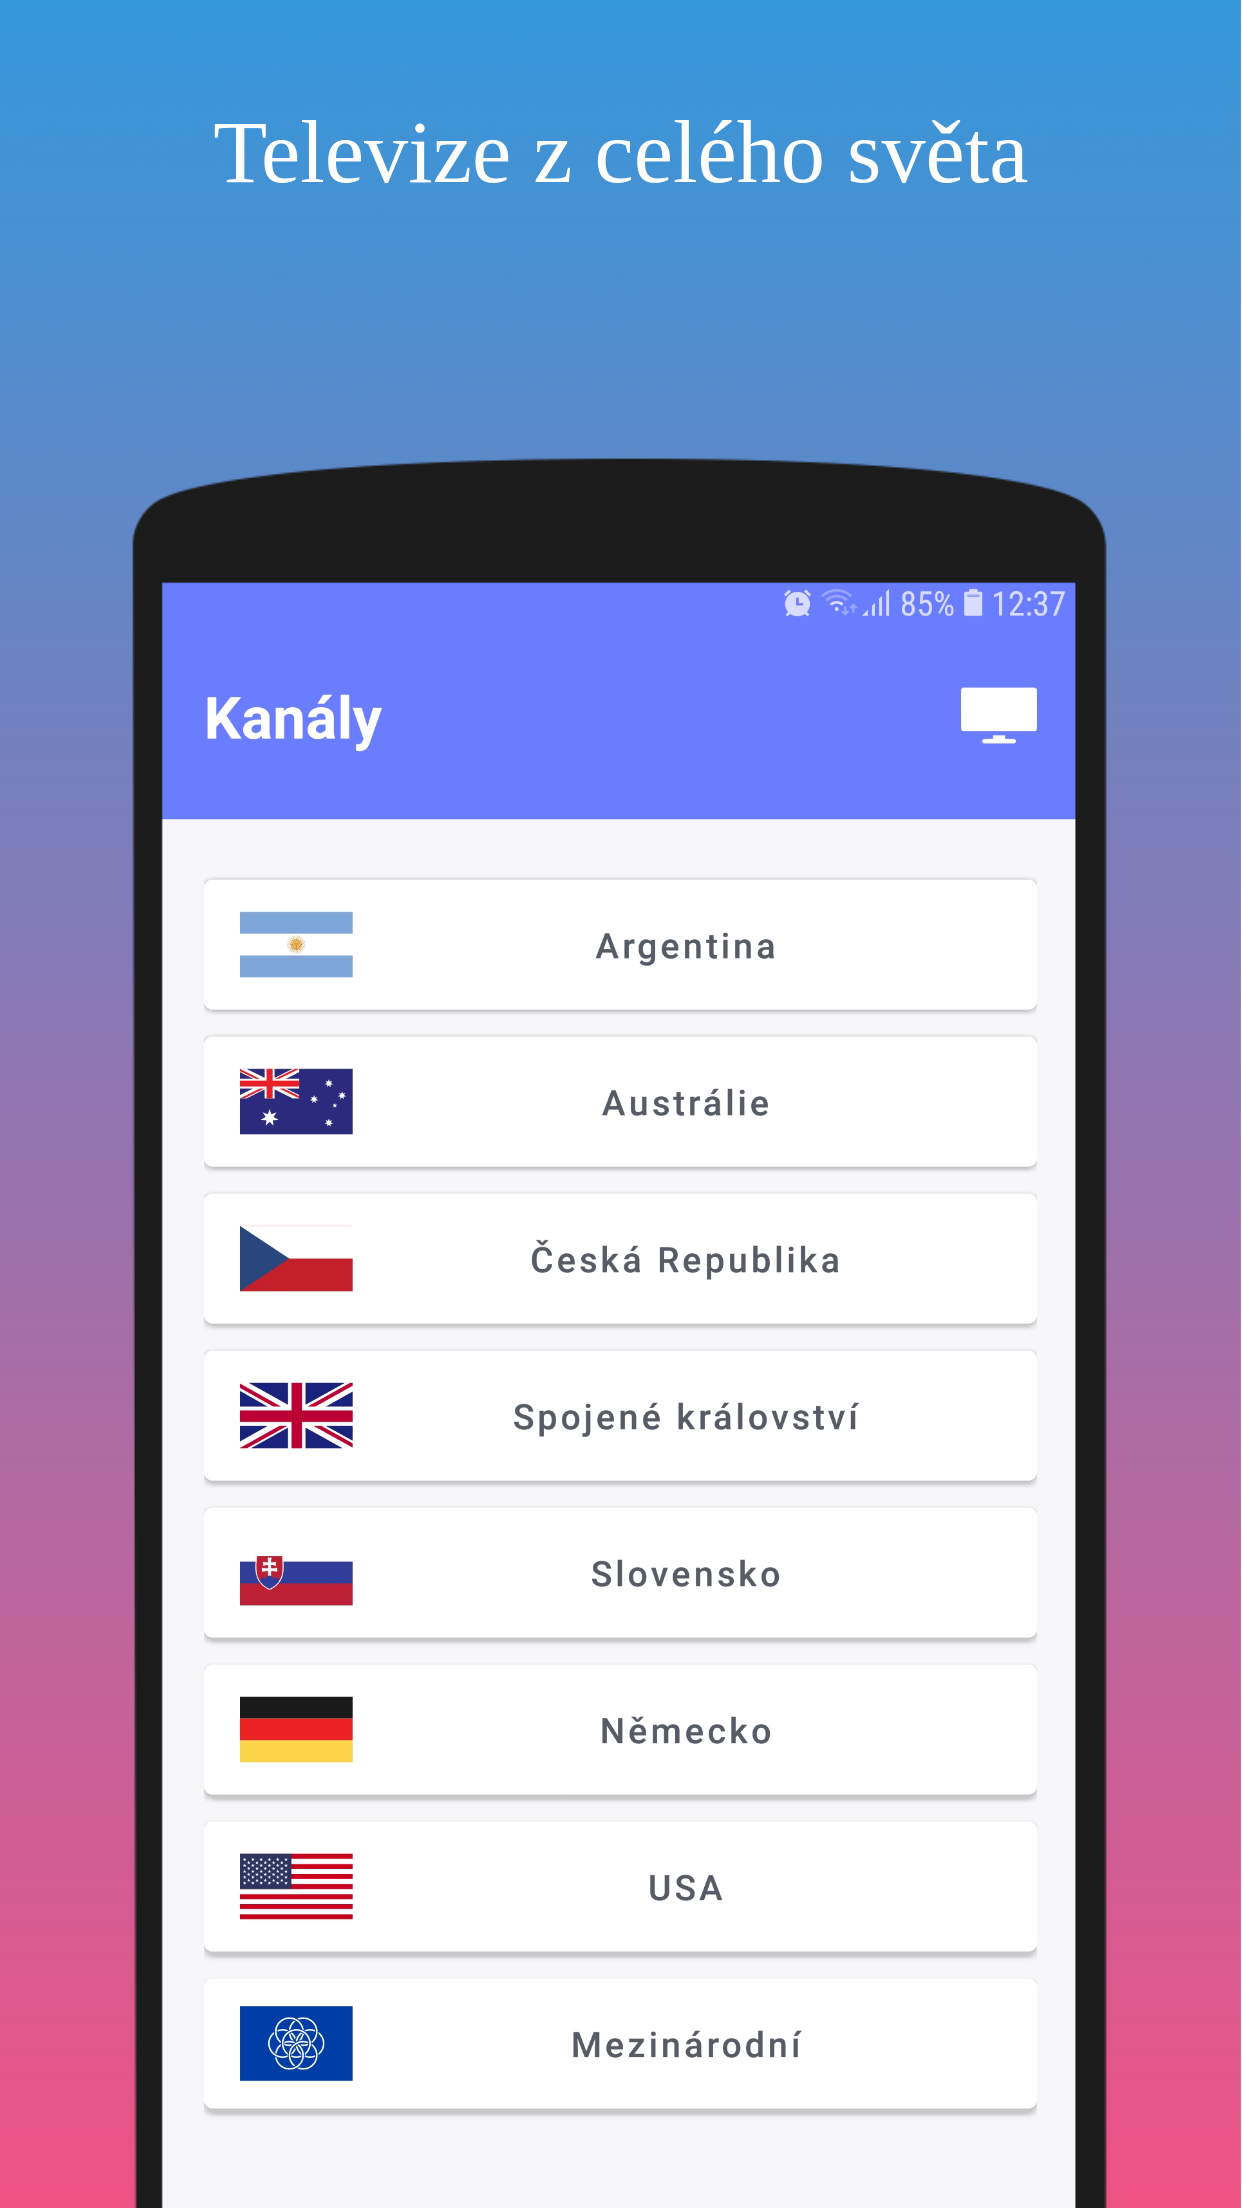 Televize z celého světa
85% 12:37
Kanály
Argentina
Austrálie
Česká Republika
Spojené království
Slovensko
Německo
USA
Mezinárodní